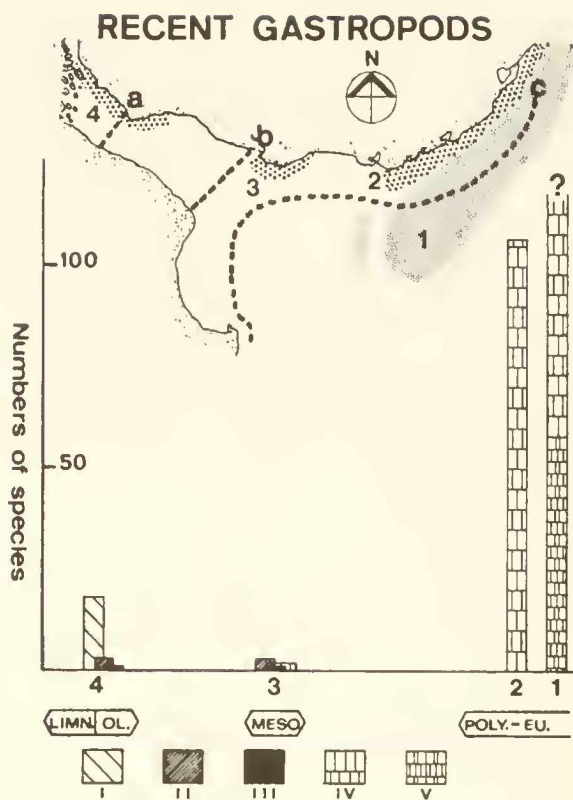 RECENT GASTROPODS
N
4
a
b
c
3
2
1
?
100
50
Numbers of species
4
3
2
1
LIMN. OL.
MESO
POLY.-EU.
I
II
III
IV
V